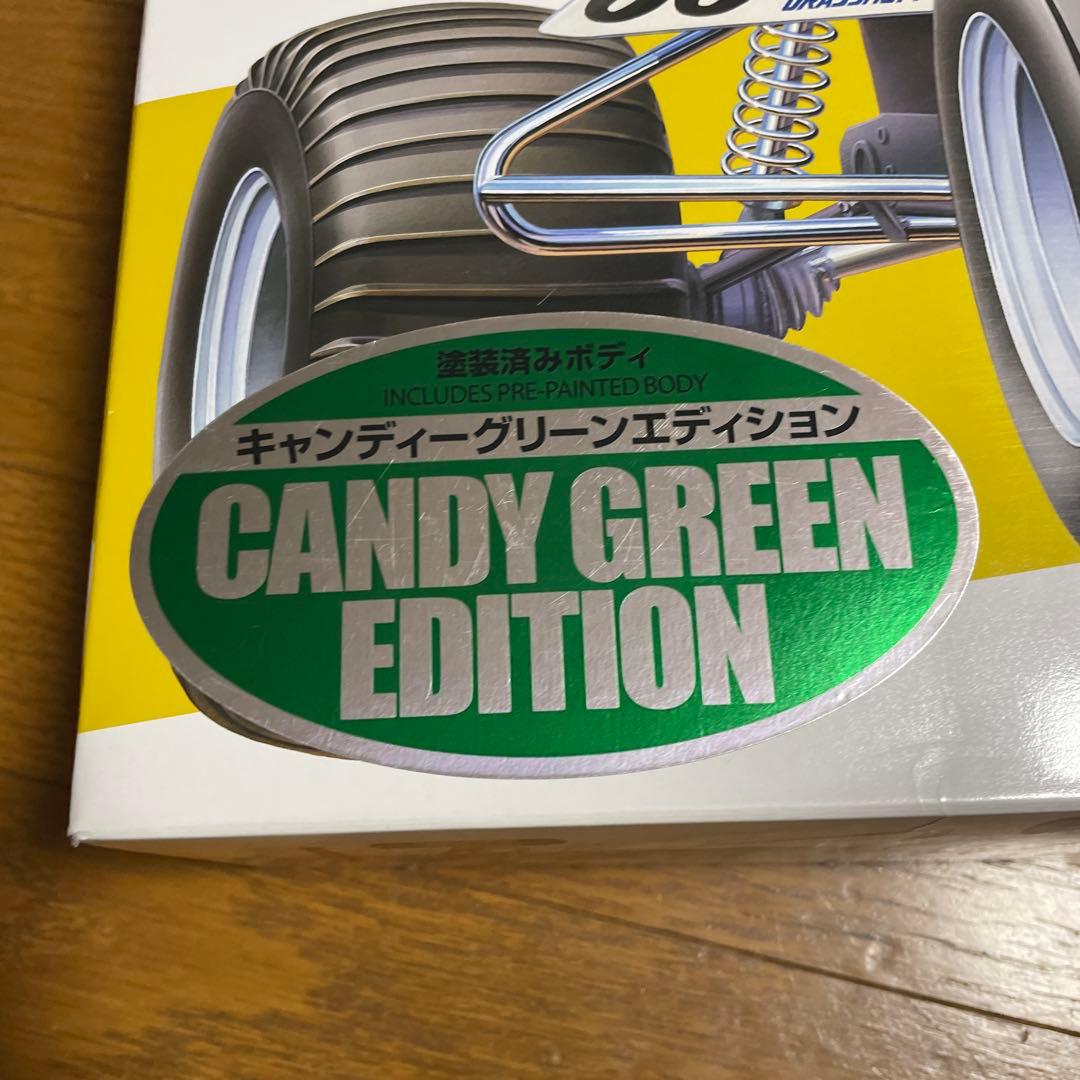 塗装済みボディ
INCLUDES PRE-PAINTED BODY
キャンディーグリーンエディション
CANDY GREEN
EDITION